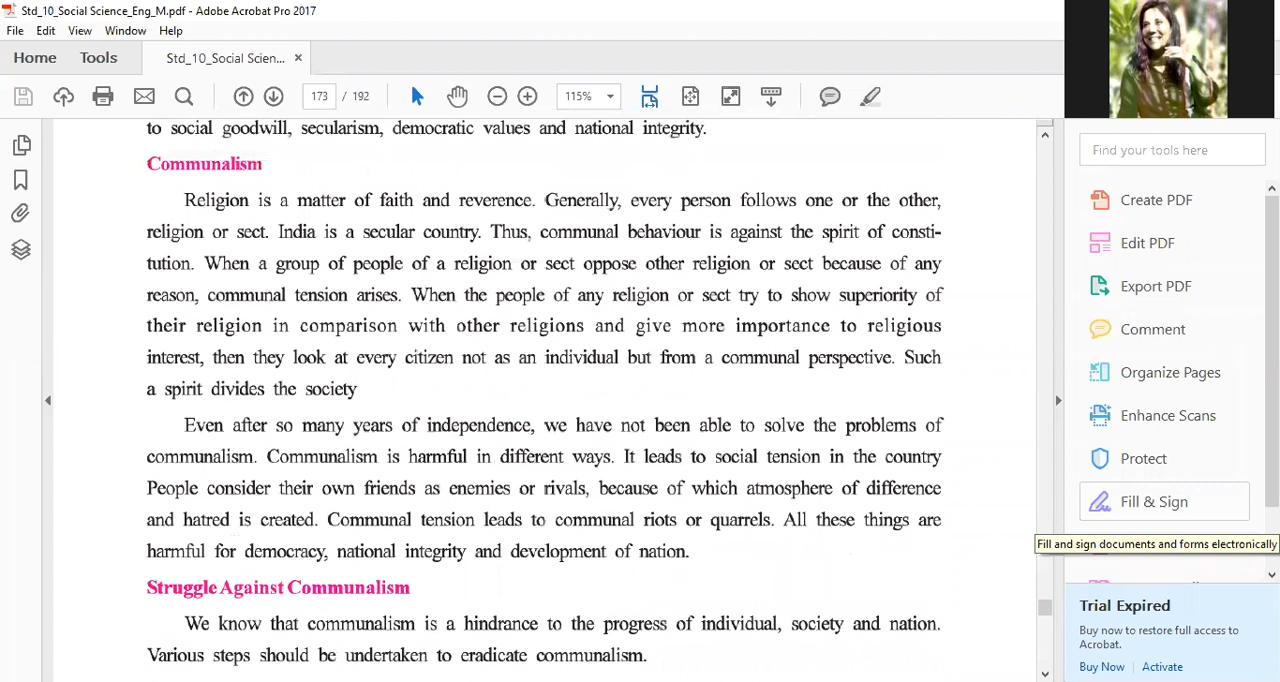 Std_10_Social Science_Eng_M.pdf - Adobe Acrobat Pro 2017
File Edit View Window Help
Home Tools Std_10_Social Scien... ×
173 / 192 115%
to social goodwill, secularism, democratic values and national integrity.
Communalism
Religion is a matter of faith and reverence. Generally, every person follows one or the other,
religion or sect. India is a secular country. Thus, communal behaviour is against the spirit of consti-
tution. When a group of people of a religion or sect oppose other religion or sect because of any
reason, communal tension arises. When the people of any religion or sect try to show superiority of
their religion in comparison with other religions and give more importance to religious
interest, then they look at every citizen not as an individual but from a communal perspective. Such
a spirit divides the society
Even after so many years of independence, we have not been able to solve the problems of
communalism. Communalism is harmful in different ways. It leads to social tension in the country
People consider their own friends as enemies or rivals, because of which atmosphere of difference
and hatred is created. Communal tension leads to communal riots or quarrels. All these things are
harmful for democracy, national integrity and development of nation.
Struggle Against Communalism
We know that communalism is a hindrance to the progress of individual, society and nation.
Various steps should be undertaken to eradicate communalism.
Find your tools here
Create PDF
Edit PDF
Export PDF
Comment
Organize Pages
Enhance Scans
Protect
Fill & Sign
Fill and sign documents and forms electronically
Trial Expired
Buy now to restore full access to
Acrobat.
Buy Now Activate